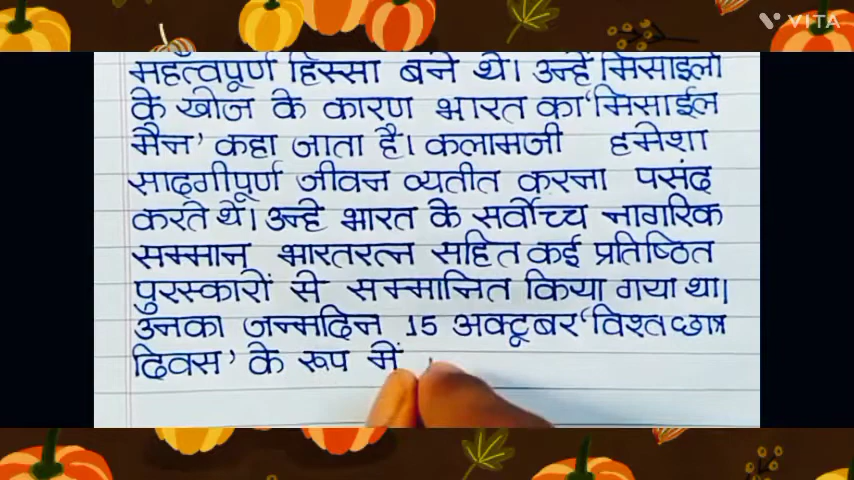 VITA
महत्वपूर्ण हिस्सा बने थे। उन्हें मिसाइलों
के खोज के कारण भारत का ‘मिसाईल
मैन’ कहा जाता है। कलामजी हमेशा
सादगीपूर्ण जीवन व्यतीत करना पसंद
करते थे। उन्हे भारत के सर्वोच्च नागरिक
सम्मान भारतरत्न सहित कई प्रतिष्ठित
पुरस्कारों से सम्मानित किया गया था।
उनका जन्मदिन 15 अक्टूबर ‘विश्त छात्र
दिवस’ के रूप में